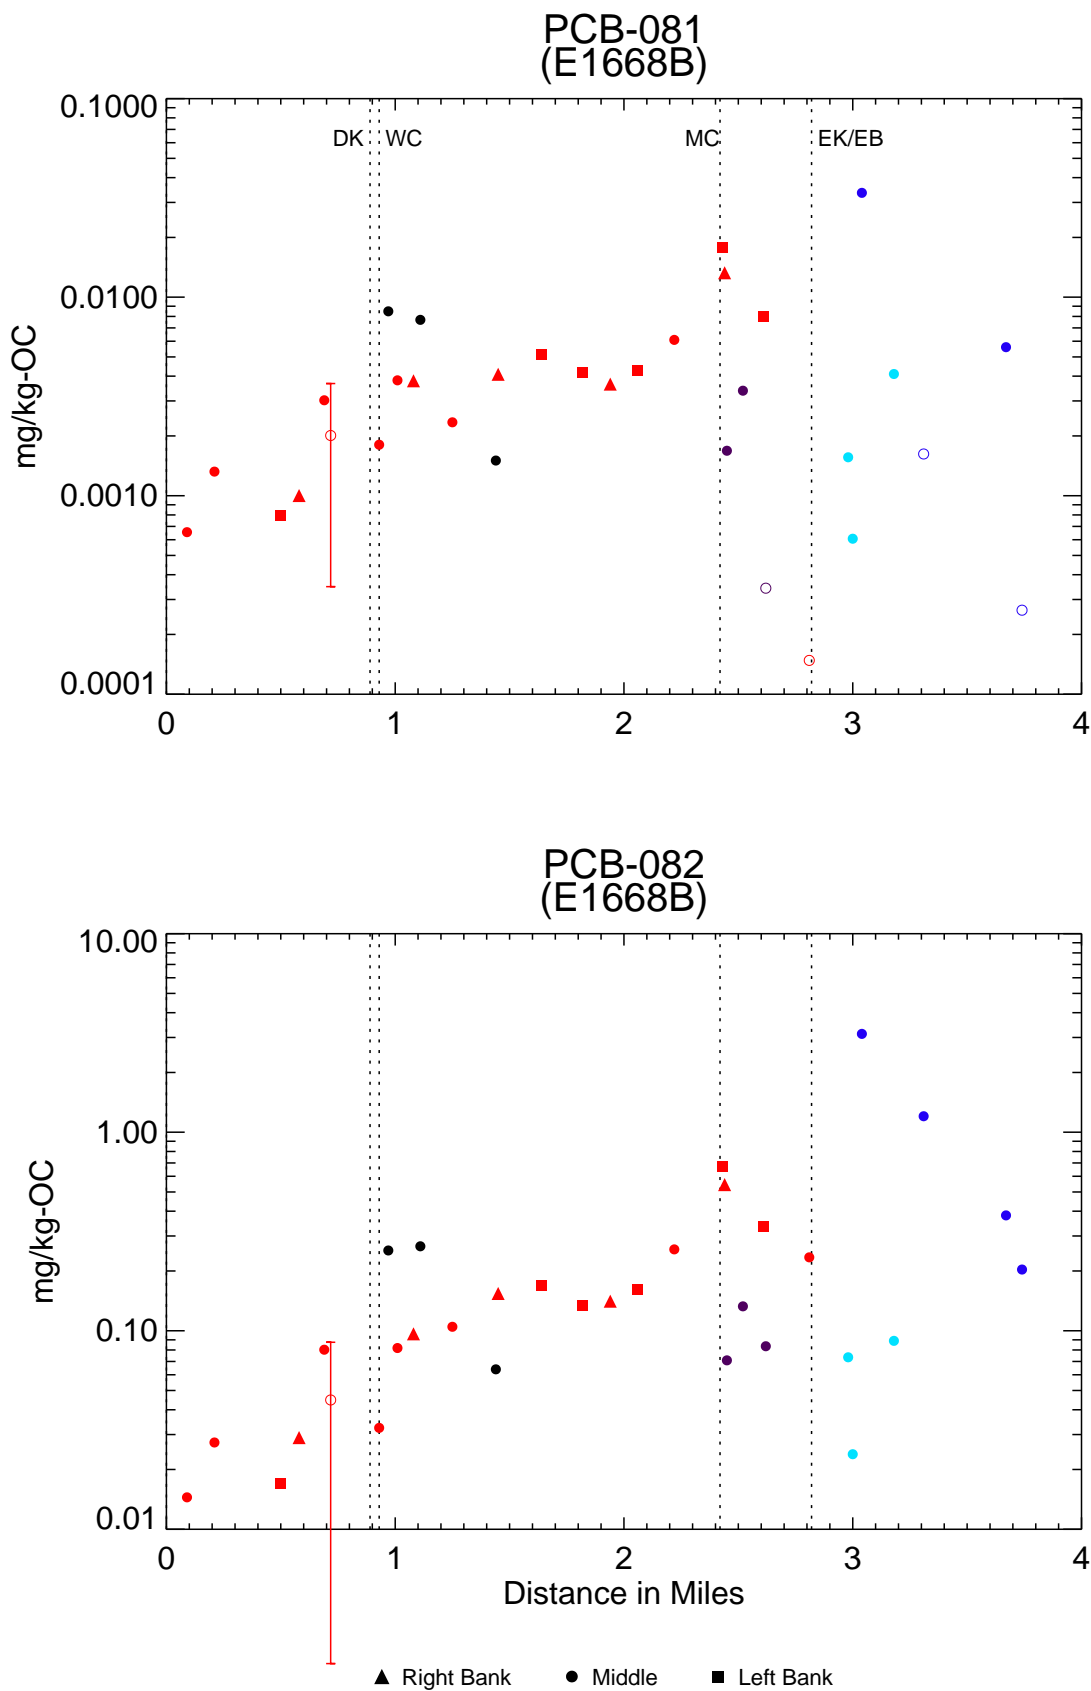 PCB-081
(E1668B)
0.1000
DK WC MC EK/EB
0.0100
mg/kg-OC
0.0010
0.0001
0 1 2 3 4
PCB-082
(E1668B)
10.00
1.00
mg/kg-OC
0.10
0.01
0 1 2 3 4
Distance in Miles
Right Bank Middle Left Bank